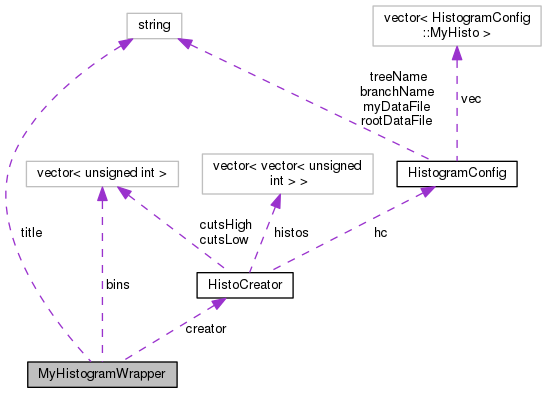 string
vector< HistogramConfig
::MyHisto >
treeName
branchName
myDataFile
rootDataFile
vec
vector< unsigned int >
vector< vector< unsigned
int > >
HistogramConfig
title
cutsHigh
cutsLow
histos
hc
bins
HistoCreator
creator
MyHistogramWrapper